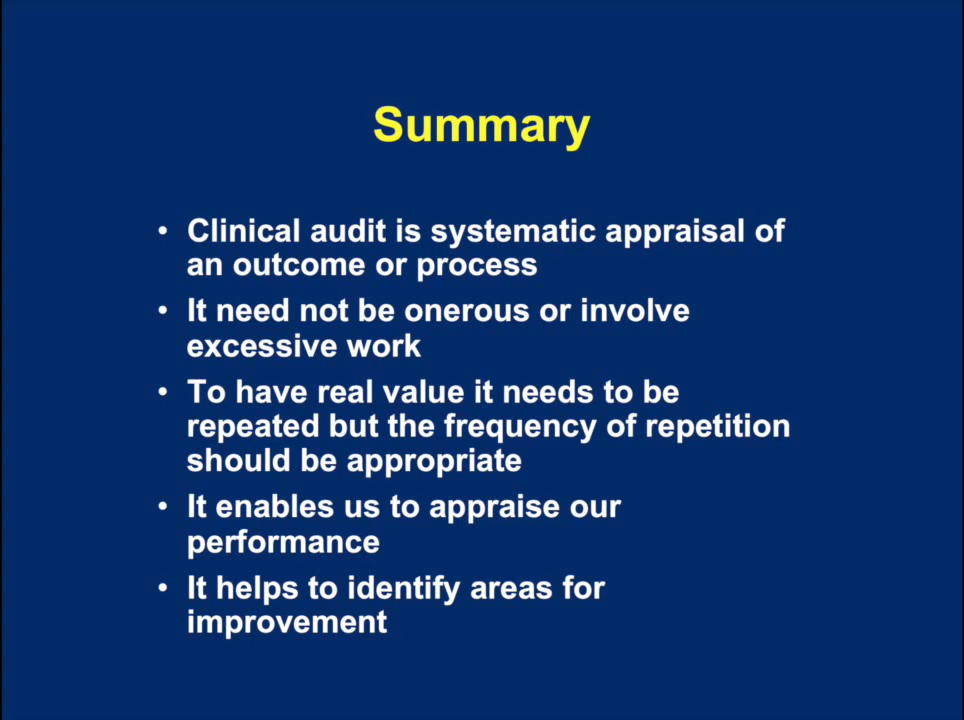 Summary
• Clinical audit is systematic appraisal of
an outcome or process
• It need not be onerous or involve
excessive work
• To have real value it needs to be
repeated but the frequency of repetition
should be appropriate
• It enables us to appraise our
performance
• It helps to identify areas for
improvement